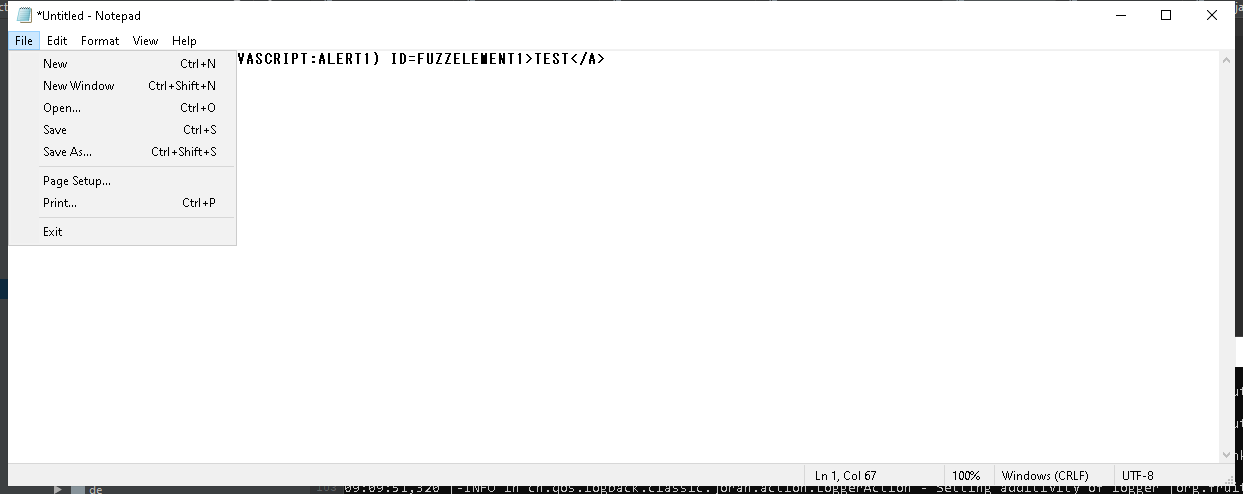 *Untitled - Notepad
File Edit Format View Help
VASCRIPT:ALERT1) ID=FUZZELEMENT1>TEST</A>
New Ctrl+N
New Window Ctrl+Shift+N
Open... Ctrl+O
Save Ctrl+S
Save As... Ctrl+Shift+S
Page Setup...
Print... Ctrl+P
Exit
Ln 1, Col 67 100% Windows (CRLF) UTF-8
de 09:09:51,320 |-INFO in ch.qos.logback.classic.joran.action.LoggerAction - Setting additivity of logger [org.fruit